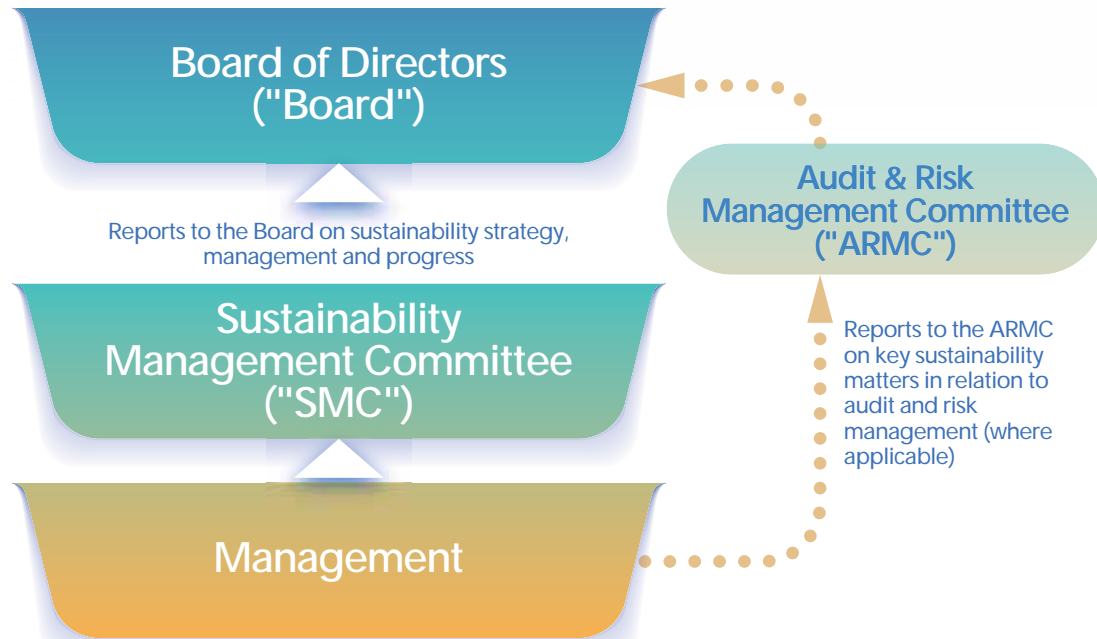 Board of Directors
("Board")
Reports to the Board on sustainability strategy,
management and progress
Sustainability
Management Committee
("SMC")
Management
Audit & Risk
Management Committee
("ARMC")
Reports to the ARMC
on key sustainability
matters in relation to
audit and risk
management (where
applicable)